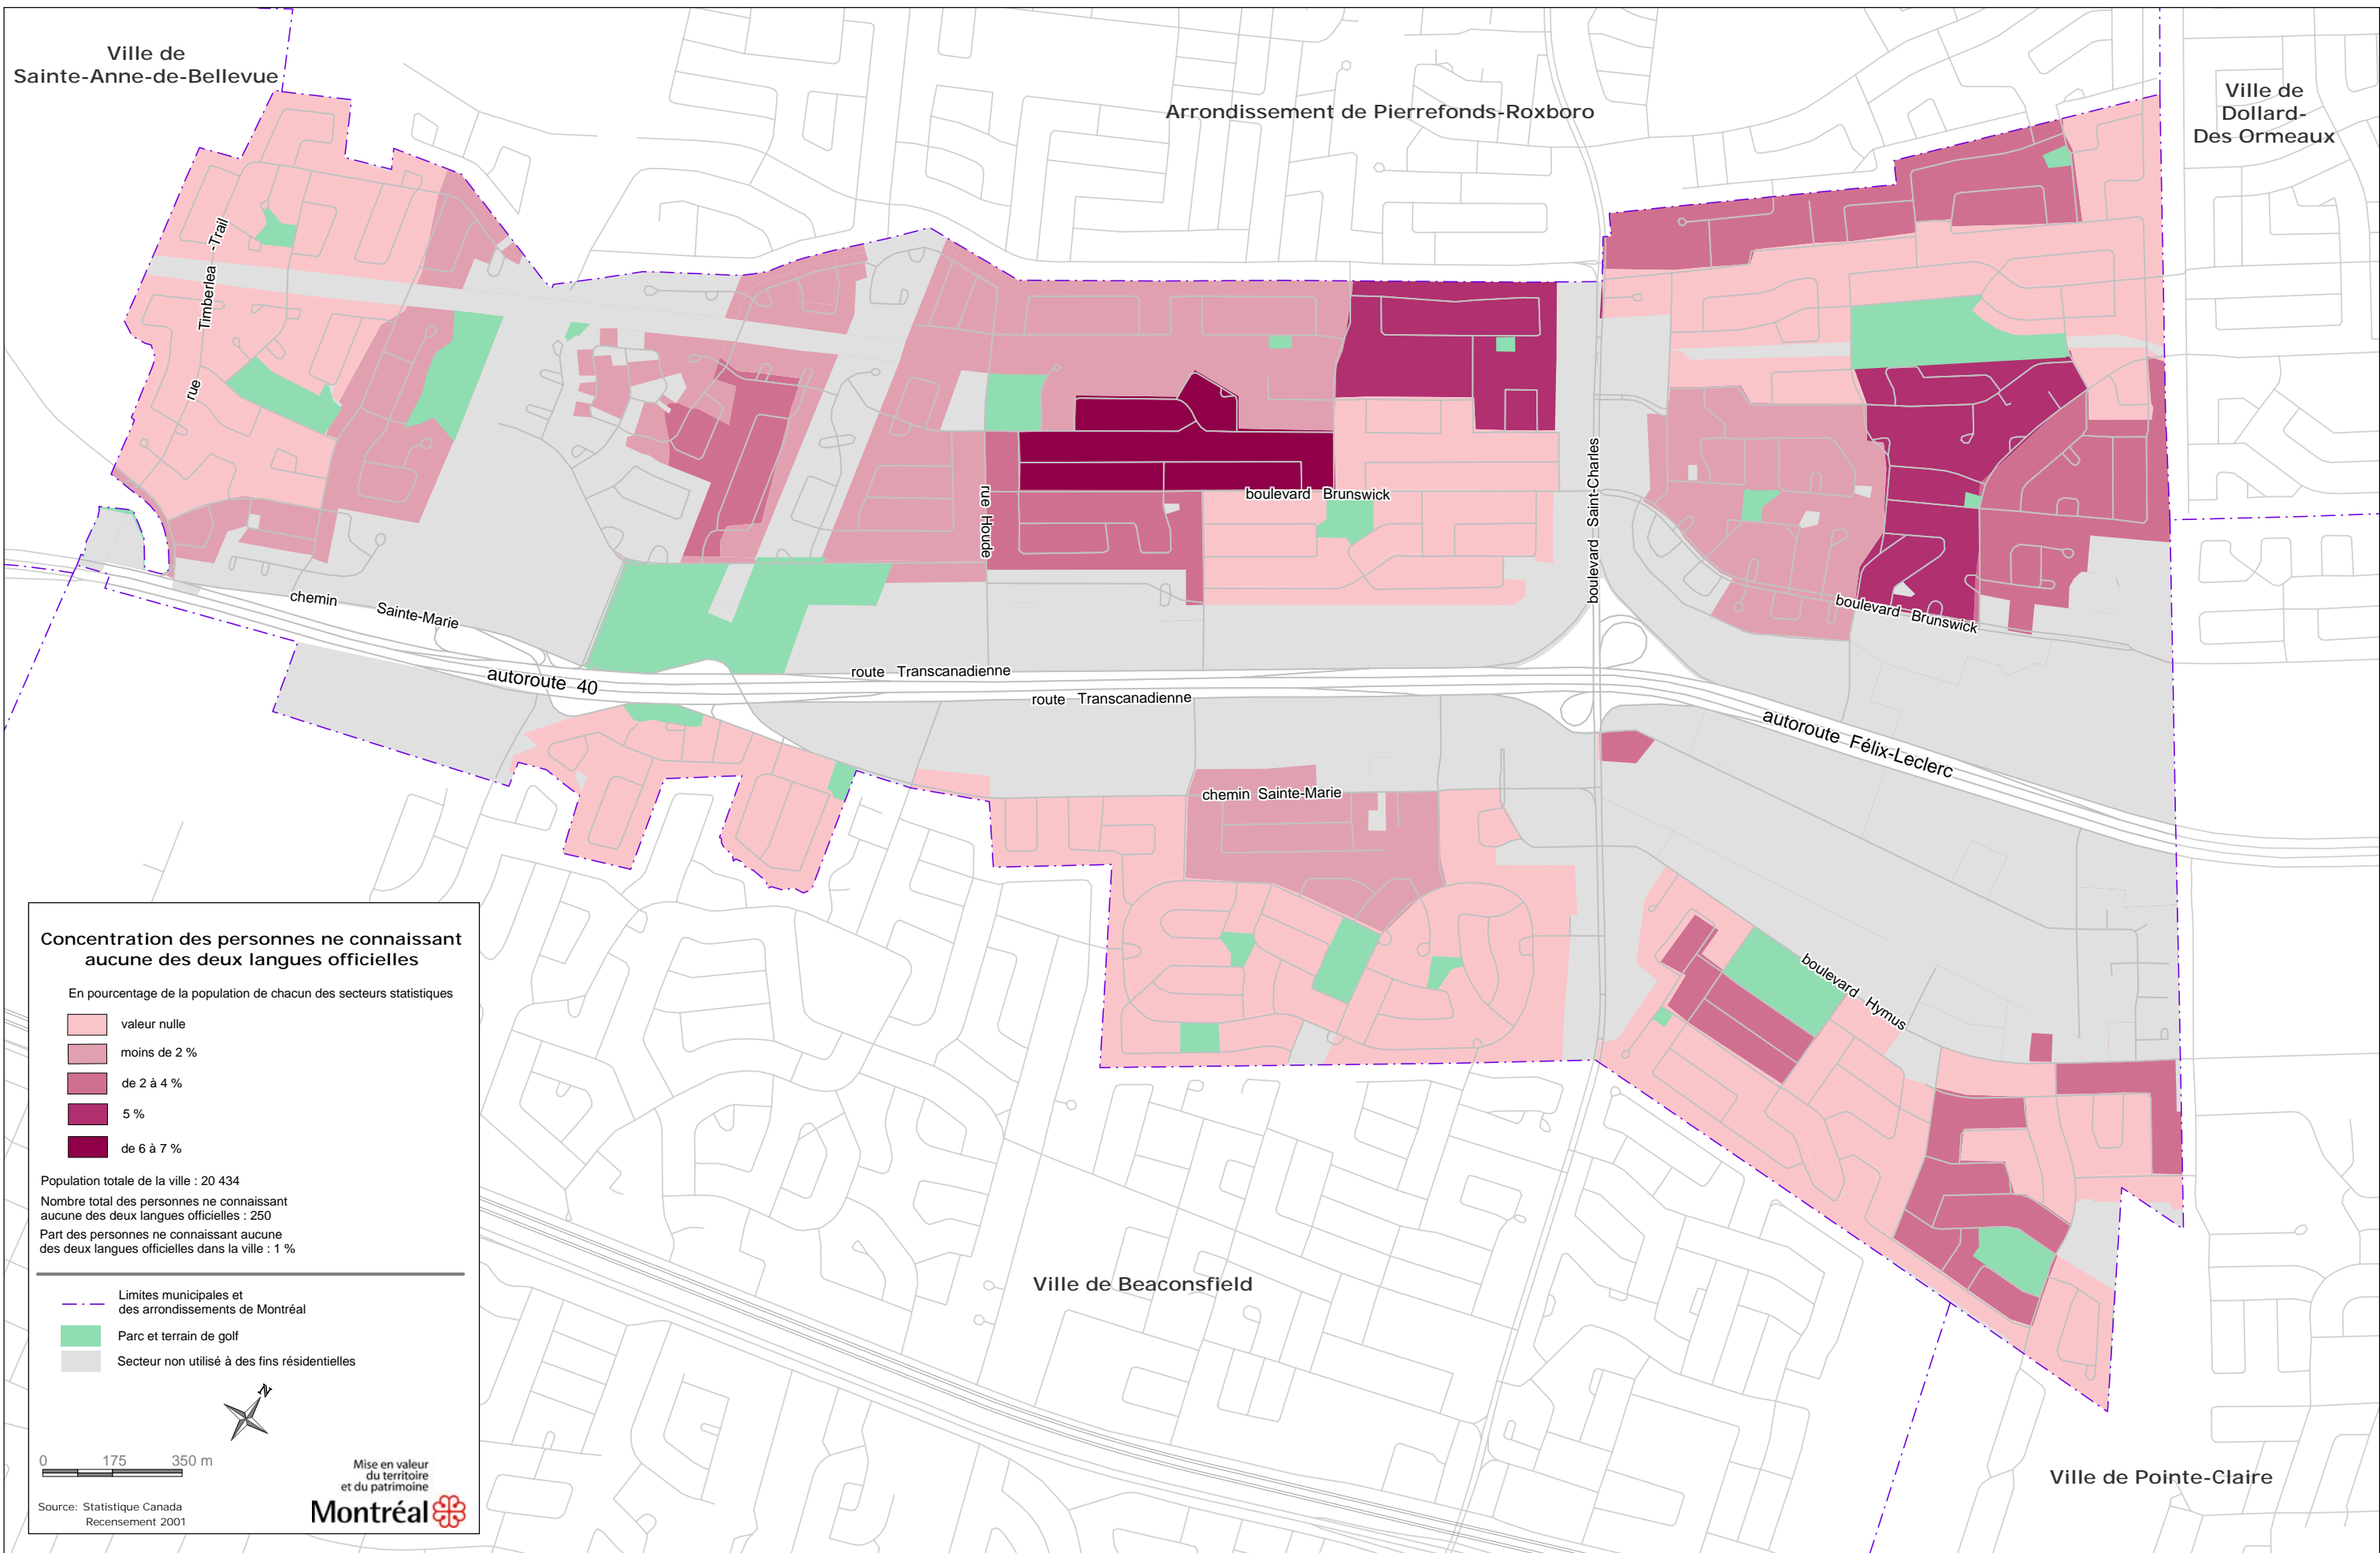 Ville de
Sainte-Anne-de-Bellevue
Arrondissement de Pierrefonds-Roxboro
Ville de
Dollard-
Des Ormeaux
rue Timberlea -Trail
rue Houde
boulevard Brunswick
boulevard Saint-Charles
boulevard Brunswick
chemin Sainte-Marie
autoroute 40
route Transcanadienne
route Transcanadienne
autoroute Félix-Leclerc
chemin Sainte-Marie
boulevard Hymus
Ville de Beaconsfield
Ville de Pointe-Claire
Concentration des personnes ne connaissant
aucune des deux langues officielles
En pourcentage de la population de chacun des secteurs statistiques
valeur nulle
moins de 2 %
de 2 à 4 %
5 %
de 6 à 7 %
Population totale de la ville : 20 434
Nombre total des personnes ne connaissant
aucune des deux langues officielles : 250
Part des personnes ne connaissant aucune
des deux langues officielles dans la ville : 1 %
Limites municipales et
des arrondissements de Montréal
Parc et terrain de golf
Secteur non utilisé à des fins résidentielles
N
0 175 350 m
Mise en valeur
du territoire
et du patrimoine
Montréal
Source: Statistique Canada
Recensement 2001